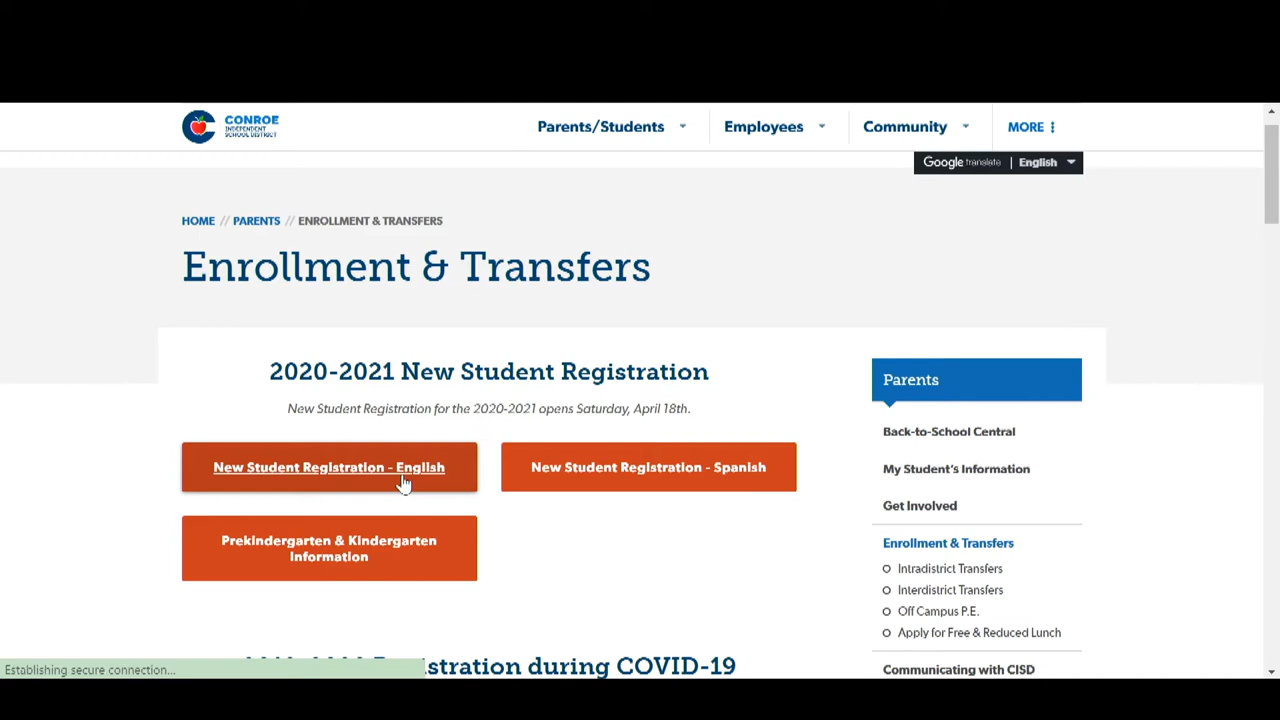 CONROE
INDEPENDENT
SCHOOL DISTRICT
Parents/Students
Employees
Community
MORE
Google translate | English
HOME // PARENTS // ENROLLMENT & TRANSFERS
Enrollment & Transfers
2020-2021 New Student Registration
New Student Registration for the 2020-2021 opens Saturday, April 18th.
New Student Registration - English
New Student Registration - Spanish
Prekindergarten & Kindergarten
Information
Parents
Back-to-School Central
My Student's Information
Get Involved
Enrollment & Transfers
Intradistrict Transfers
Interdistrict Transfers
Off Campus P.E.
Apply for Free & Reduced Lunch
Communicating with CISD
during COVID-19
Establishing secure connection...